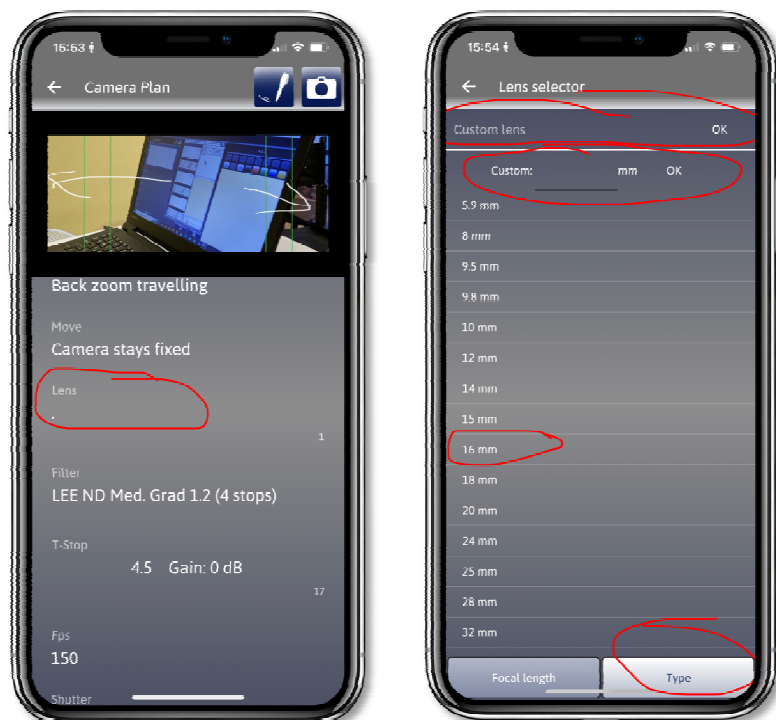 15:53
Camera Plan
Back zoom travelling
Move
Camera stays fixed
Lens
.
1
Filter
LEE ND Med. Grad 1.2 (4 stops)
T-Stop
4.5 Gain: 0 dB
17
Fps
150
Shutter
15:54
Lens selector
Custom lens OK
Custom: mm OK
5.9 mm
8 mm
9.5 mm
9.8 mm
10 mm
12 mm
14 mm
15 mm
16 mm
18 mm
20 mm
24 mm
25 mm
28 mm
32 mm
Focal length Type